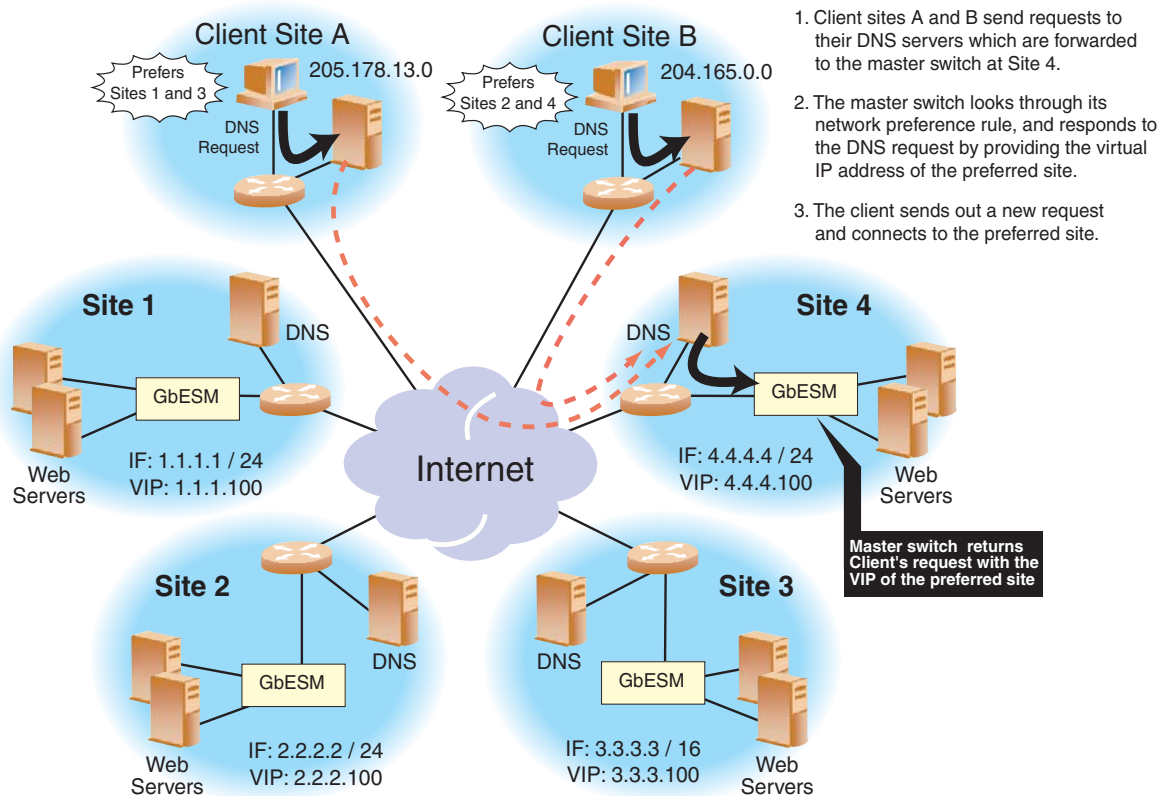 Client Site A
Prefers
Sites 1 and 3
205.178.13.0
DNS
Request
Client Site B
Prefers
Sites 2 and 4
204.165.0.0
DNS
Request
1. Client sites A and B send requests to
their DNS servers which are forwarded
to the master switch at Site 4.
2. The master switch looks through its
network preference rule, and responds to
the DNS request by providing the virtual
IP address of the preferred site.
3. The client sends out a new request
and connects to the preferred site.
Site 1
DNS
GbESM
Web
Servers
IF: 1.1.1.1 / 24
VIP: 1.1.1.100
Internet
Site 4
DNS
GbESM
IF: 4.4.4.4 / 24
VIP: 4.4.4.100
Web
Servers
Master switch returns
Client's request with the
VIP of the preferred site
Site 2
DNS
GbESM
IF: 2.2.2.2 / 24
VIP: 2.2.2.100
Web
Servers
Site 3
DNS
GbESM
IF: 3.3.3.3 / 16
VIP: 3.3.3.100
Web
Servers